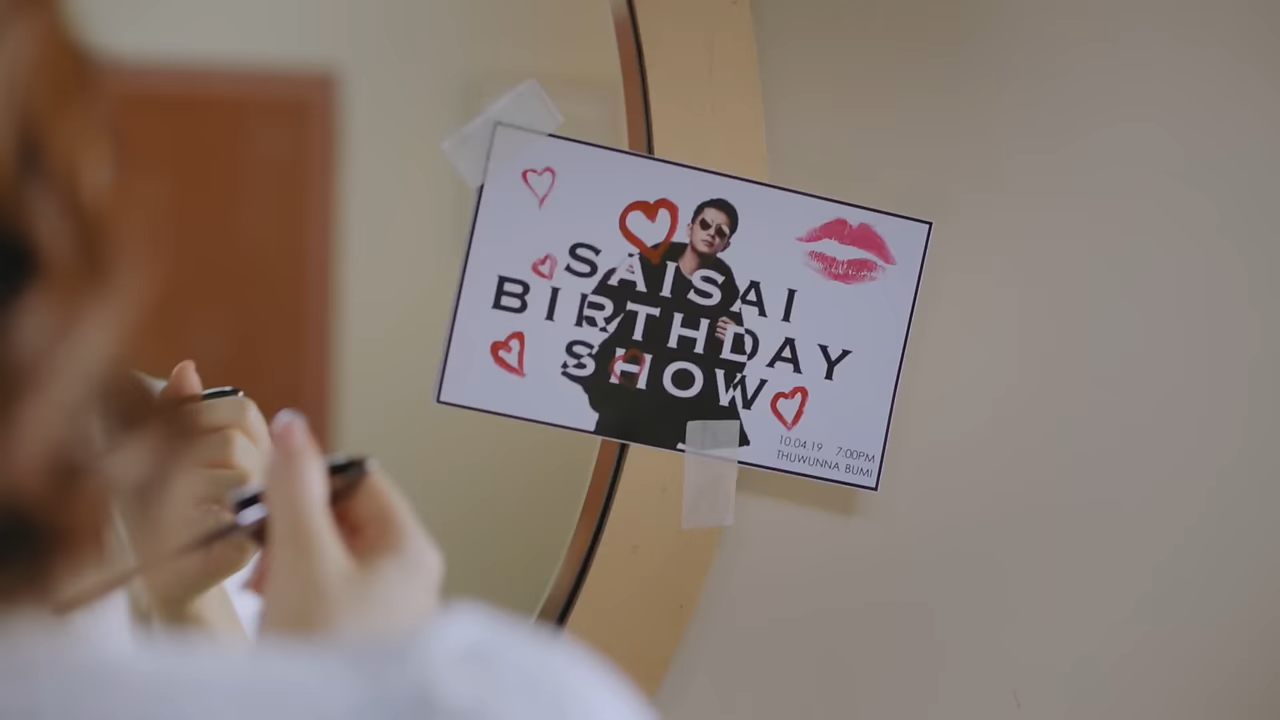 SAISAI
BIRTHDAY
SHOW
10.04.19 7:00PM
THUWUNNA BUMI